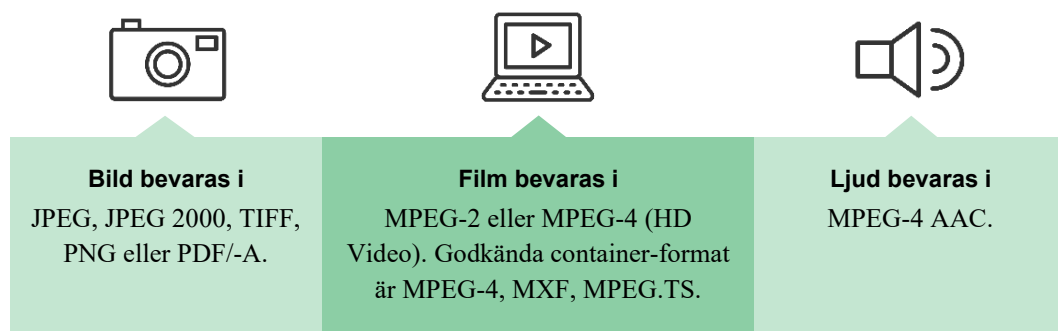 Bild bevaras i
JPEG, JPEG 2000, TIFF,
PNG eller PDF/-A.
Film bevaras i
MPEG-2 eller MPEG-4 (HD
Video). Godkända container-format
är MPEG-4, MXF, MPEG.TS.
Ljud bevaras i
MPEG-4 AAC.